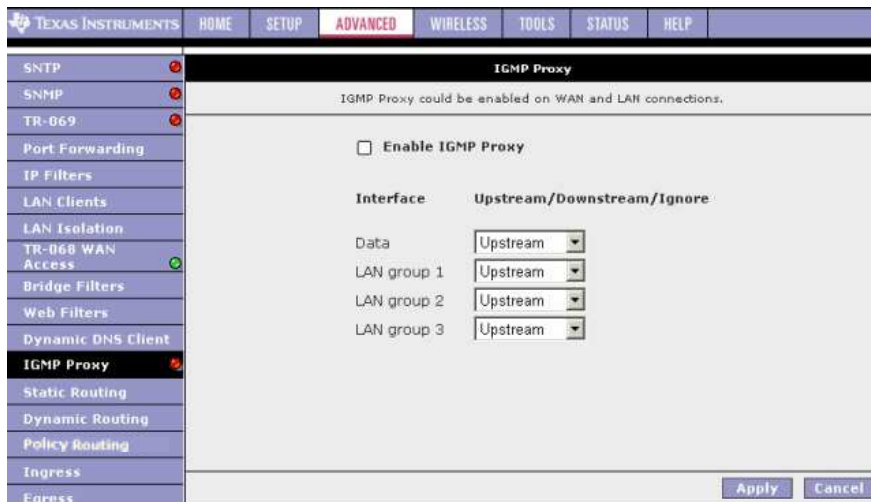 TEXAS INSTRUMENTS
HOME
SETUP
ADVANCED
WIRELESS
TOOLS
STATUS
HELP
SNTP
SNMP
TR-069
Port Forwarding
IP Filters
LAN Clients
LAN Isolation
TR-068 WAN
Access
Bridge Filters
Web Filters
Dynamic DNS Client
IGMP Proxy
Static Routing
Dynamic Routing
Policy Routing
Ingress
Egress
IGMP Proxy
IGMP Proxy could be enabled on WAN and LAN connections.
Enable IGMP Proxy
Interface Upstream/Downstream/Ignore
Data Upstream
LAN group 1 Upstream
LAN group 2 Upstream
LAN group 3 Upstream
Apply Cancel